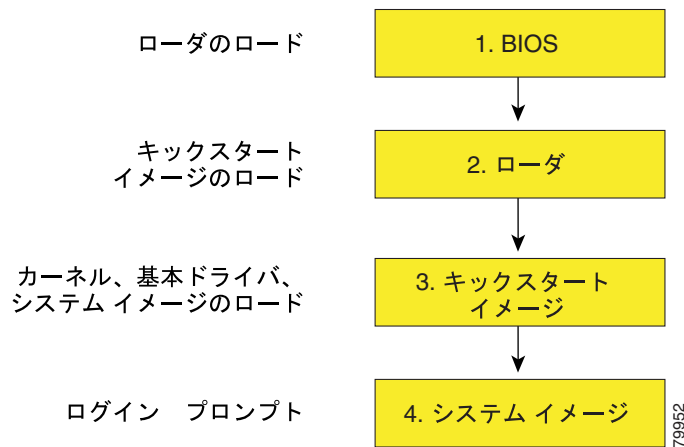 ローダのロード
1. BIOS
キックスタート
イメージのロード
2. ローダ
カーネル、基本ドライバ、
システム イメージのロード
3. キックスタート
イメージ
ログイン　プロンプト
4. システム イメージ
79952